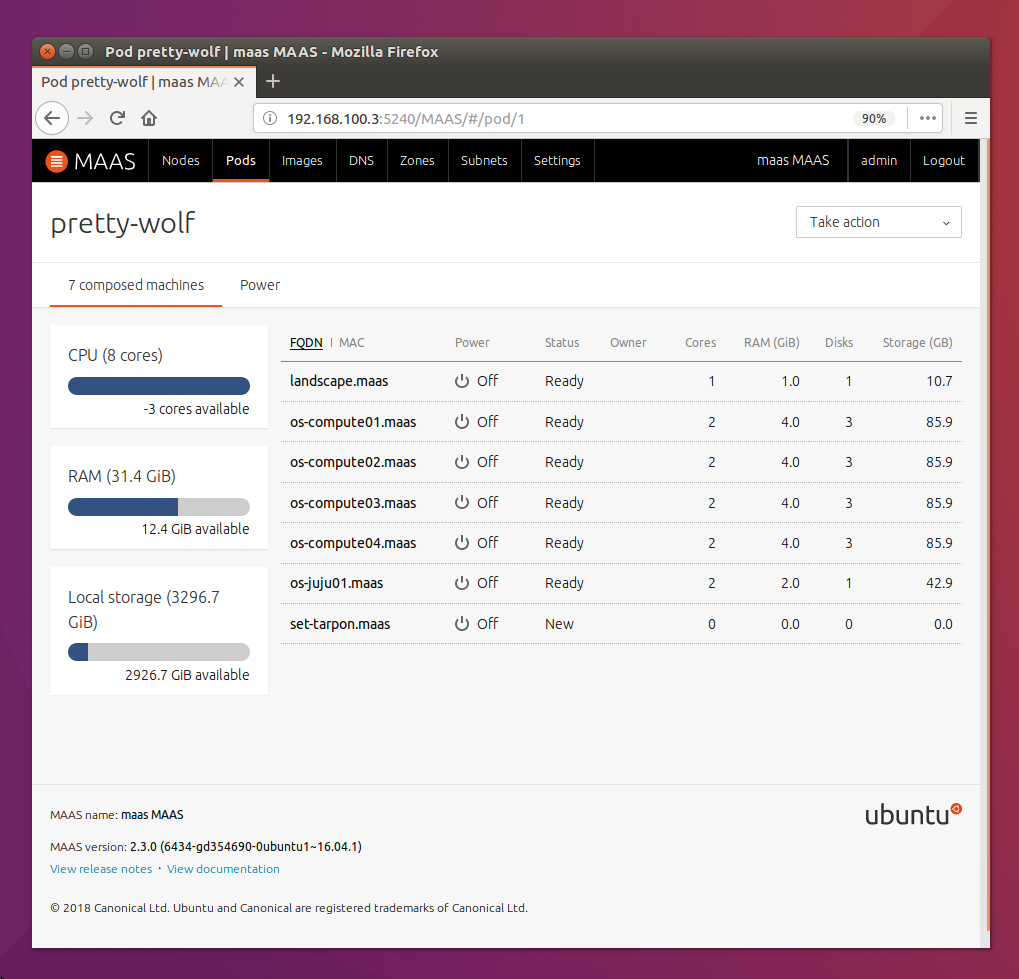 Pod pretty-wolf | maas MAAS - Mozilla Firefox
Pod pretty-wolf | maas MAA
192.168.100.3:5240/MAAS/#/pod/1 90%
MAAS Nodes Pods Images DNS Zones Subnets Settings maas MAAS admin Logout
pretty-wolf Take action
7 composed machines Power
CPU (8 cores)
-3 cores available
RAM (31.4 GiB)
12.4 GiB available
Local storage (3296.7
GiB)
2926.7 GiB available
FQDN | MAC Power Status Owner Cores RAM (GiB) Disks Storage (GB)
landscape.maas Off Ready 1 1.0 1 10.7
os-compute01.maas Off Ready 2 4.0 3 85.9
os-compute02.maas Off Ready 2 4.0 3 85.9
os-compute03.maas Off Ready 2 4.0 3 85.9
os-compute04.maas Off Ready 2 4.0 3 85.9
os-juju01.maas Off Ready 2 2.0 1 42.9
set-tarpon.maas Off New 0 0.0 0 0.0
MAAS name: maas MAAS
ubuntu
MAAS version: 2.3.0 (6434-gd354690-0ubuntu1~16.04.1)
View release notes · View documentation
© 2018 Canonical Ltd. Ubuntu and Canonical are registered trademarks of Canonical Ltd.